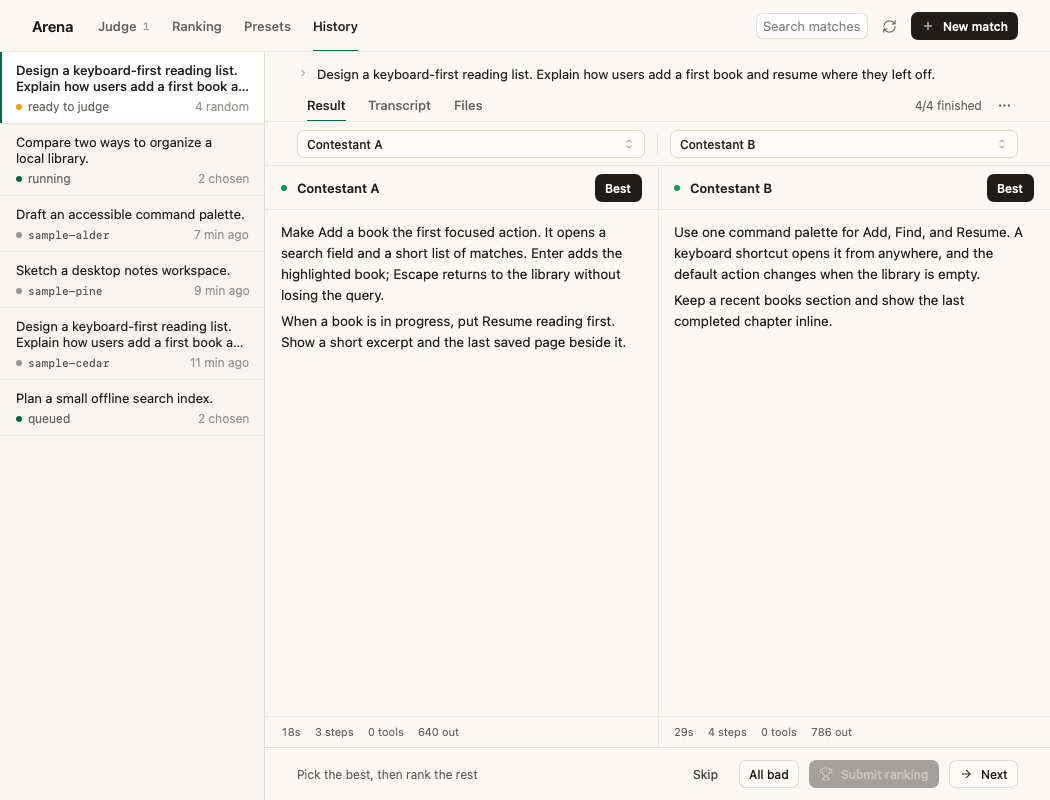 Arena
Judge 1
Ranking
Presets
History
Search matches
New match
Design a keyboard-first reading list.
Explain how users add a first book a...
ready to judge
4 random
Compare two ways to organize a
local library.
running
2 chosen
Draft an accessible command palette.
sample-alder
7 min ago
Sketch a desktop notes workspace.
sample-pine
9 min ago
Design a keyboard-first reading list.
Explain how users add a first book a...
sample-cedar
11 min ago
Plan a small offline search index.
queued
2 chosen
Design a keyboard-first reading list. Explain how users add a first book and resume where they left off.
Result
Transcript
Files
4/4 finished
Contestant A
Contestant B
Contestant A
Best
Make Add a book the first focused action. It opens a
search field and a short list of matches. Enter adds the
highlighted book; Escape returns to the library without
losing the query.
When a book is in progress, put Resume reading first.
Show a short excerpt and the last saved page beside it.
18s
3 steps
0 tools
640 out
Contestant B
Best
Use one command palette for Add, Find, and Resume. A
keyboard shortcut opens it from anywhere, and the
default action changes when the library is empty.
Keep a recent books section and show the last
completed chapter inline.
29s
4 steps
0 tools
786 out
Pick the best, then rank the rest
Skip
All bad
Submit ranking
Next